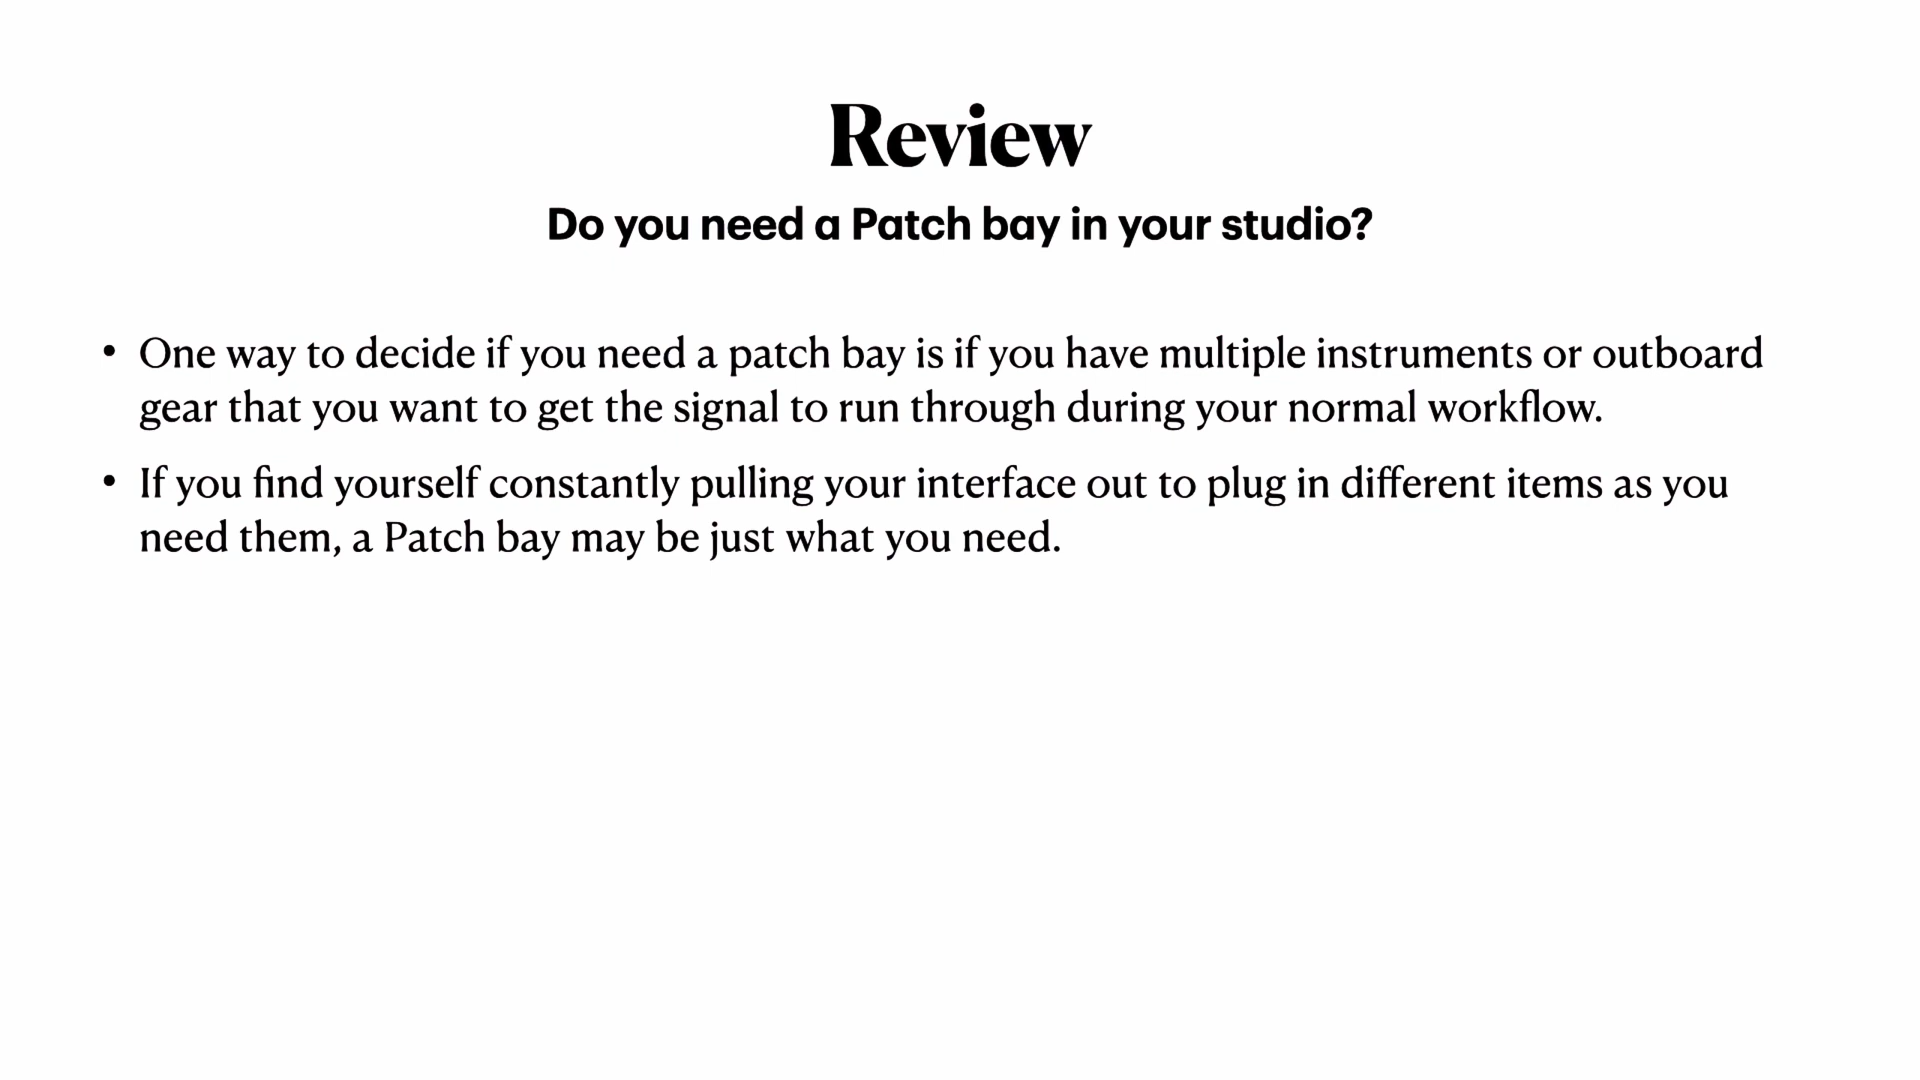 Review
Do you need a Patch bay in your studio?
• One way to decide if you need a patch bay is if you have multiple instruments or outboard
gear that you want to get the signal to run through during your normal workflow.
• If you find yourself constantly pulling your interface out to plug in different items as you
need them, a Patch bay may be just what you need.